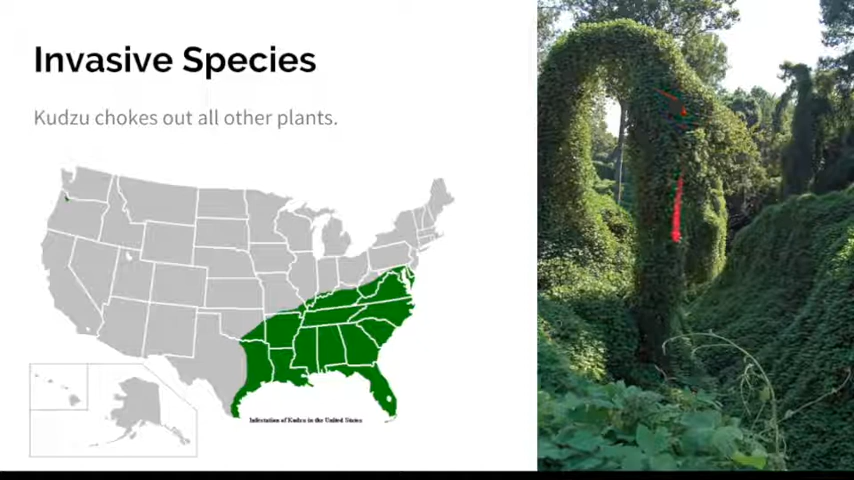 Invasive Species
Kudzu chokes out all other plants.
Infestation of Kudzu in the United States